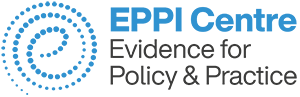 EPPI Centre
Evidence for
Policy & Practice